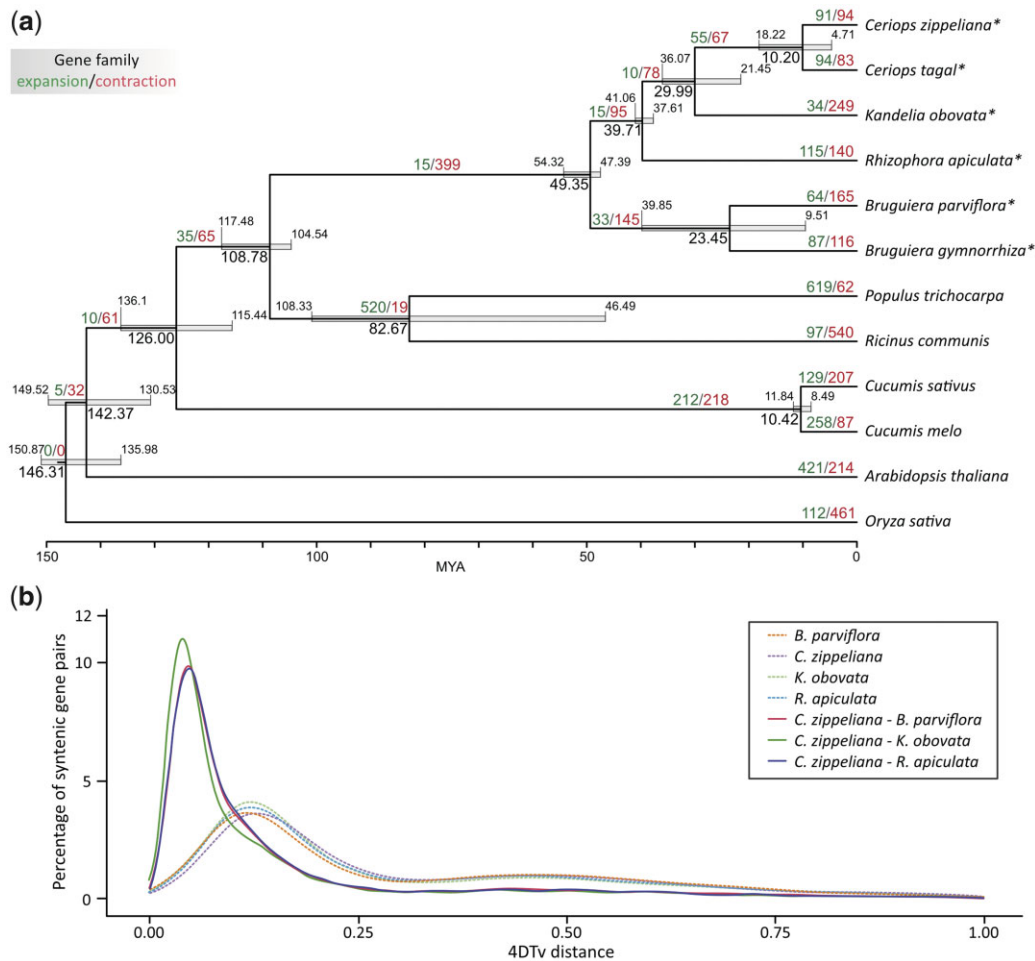 (a)
Gene family
expansion/contraction
91/94
Ceriops zippeliana*
18.22
4.71
55/67
10.20
94/83
Ceriops tagal*
36.07
21.45
10/78
29.99
34/249
Kandelia obovata*
41.06
37.61
15/95
39.71
115/140
Rhizophora apiculata*
15/399
54.32
47.39
49.35
64/165
Bruguiera parviflora*
39.85
9.51
33/145
23.45
87/116
Bruguiera gymnorrhiza*
117.48
104.54
35/65
108.78
619/62
Populus trichocarpa
108.33
46.49
520/19
82.67
97/540
Ricinus communis
136.1
115.44
10/61
126.00
129/207
Cucumis sativus
212/218
11.84
8.49
10.42
258/87
Cucumis melo
149.52
130.53
5/32
142.37
421/214
Arabidopsis thaliana
150.87
135.98
0/0
146.31
112/461
Oryza sativa
150
100
50
0
MYA
(b)
Percentage of syntenic gene pairs
12
10
5
0
B. parviflora
C. zippeliana
K. obovata
R. apiculata
C. zippeliana - B. parviflora
C. zippeliana - K. obovata
C. zippeliana - R. apiculata
0.00
0.25
0.50
0.75
1.00
4DTv distance